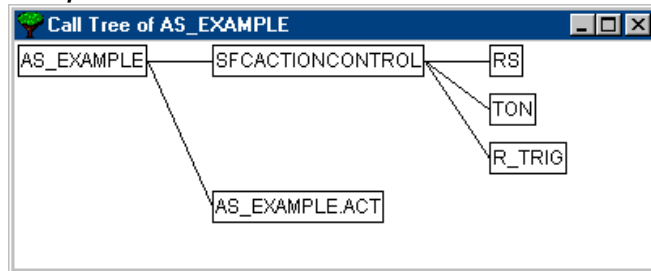 Call Tree of AS_EXAMPLE
AS_EXAMPLE
SFCACTIONCONTROL
RS
TON
R_TRIG
AS_EXAMPLE.ACT